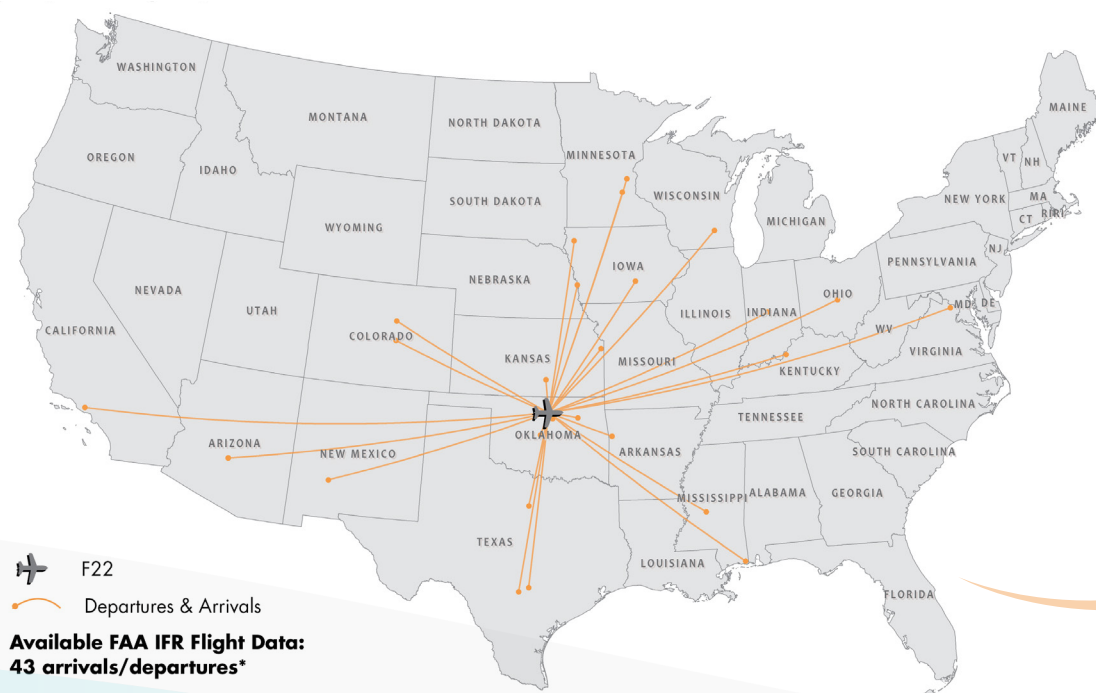 WASHINGTON
MONTANA
NORTH DAKOTA
MINNESOTA
MAINE
OREGON
IDAHO
SOUTH DAKOTA
WISCONSIN
MICHIGAN
VT
NH
NEW YORK
MA
CT
RI
RI
WYOMING
NEBRASKA
IOWA
PENNSYLVANIA
NJ
NEVADA
UTAH
COLORADO
ILLINOIS
INDIANA
OHIO
MD
DE
WV
VIRGINIA
CALIFORNIA
KANSAS
MISSOURI
KENTUCKY
NORTH CAROLINA
TENNESSEE
ARIZONA
NEW MEXICO
OKLAHOMA
ARKANSAS
SOUTH CAROLINA
MISSISSIPPI
ALABAMA
GEORGIA
TEXAS
LOUISIANA
FLORIDA
F22
Departures & Arrivals
Available FAA IFR Flight Data:
43 arrivals/departures*